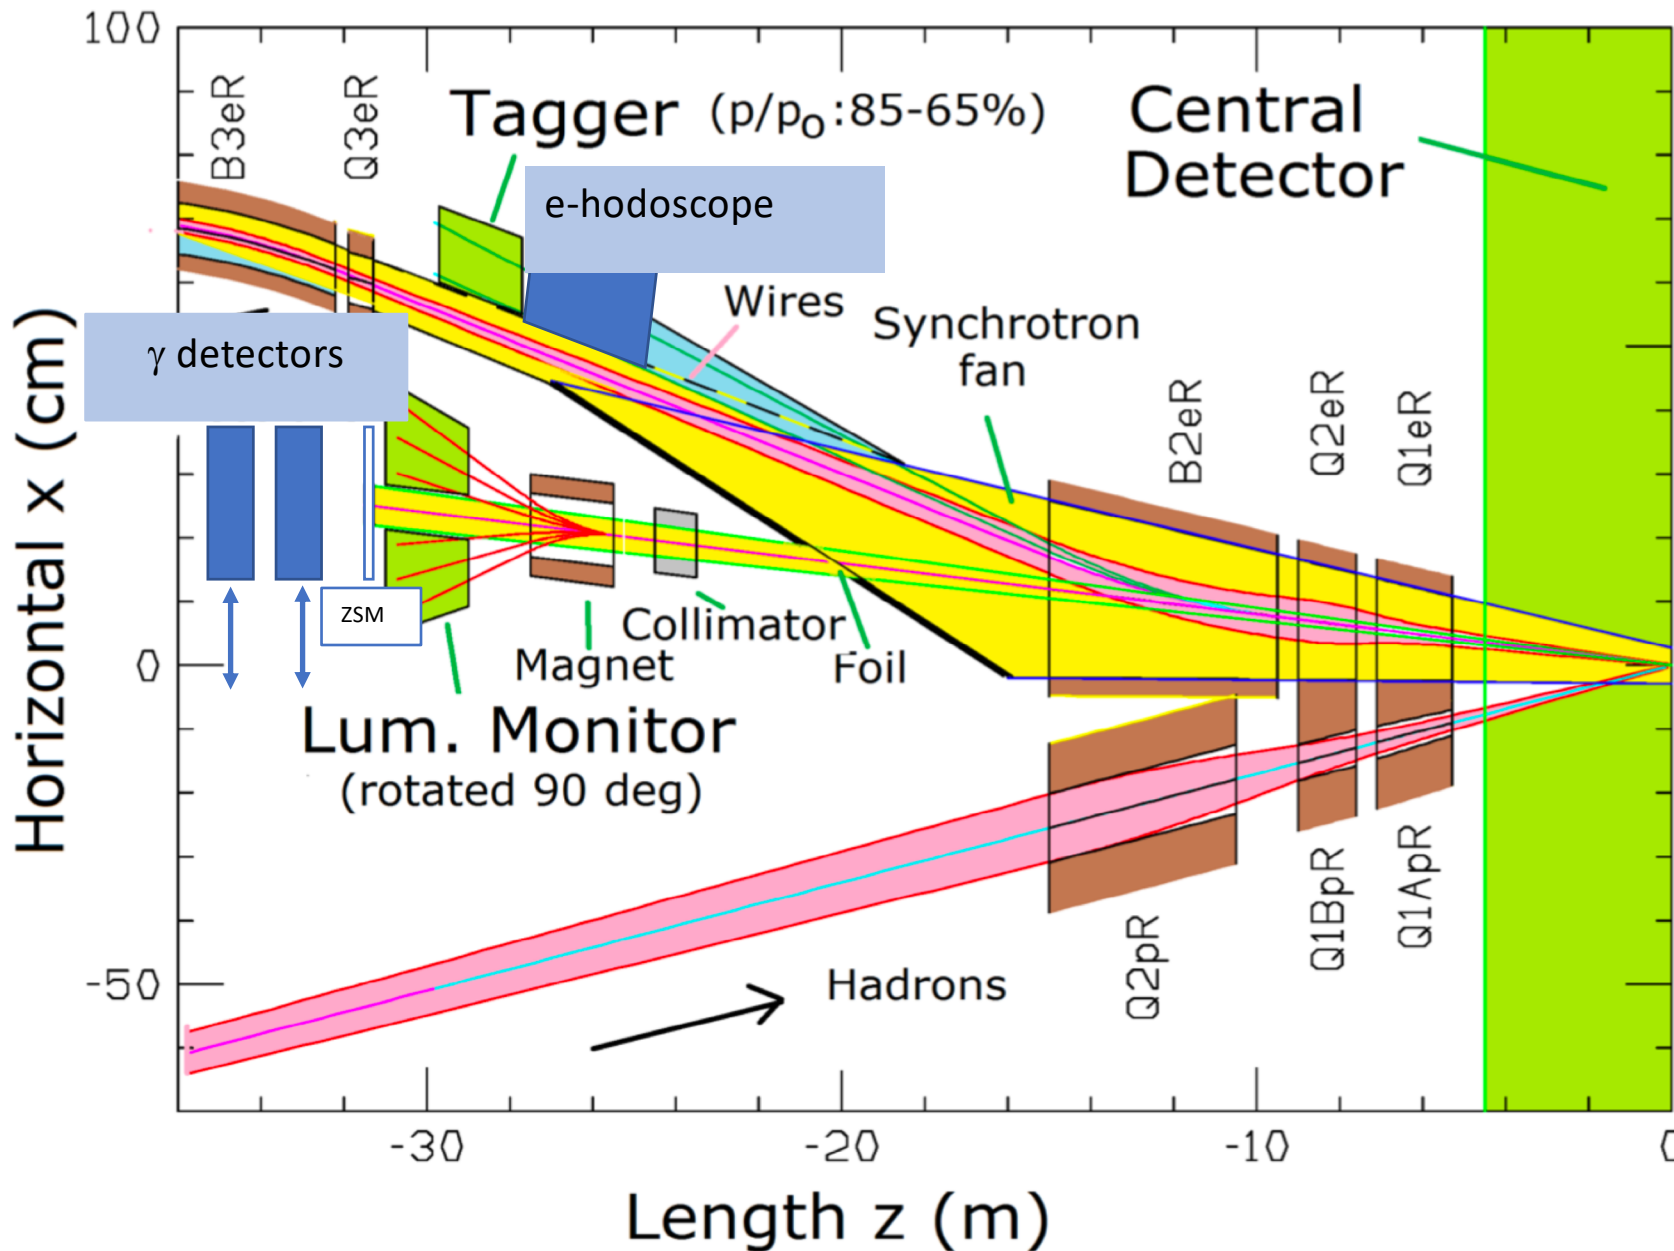 100
B3eR
Q3eR
Tagger (p/po:85-65%)
Central
Detector
e-hodoscope
Wires
Synchrotron
fan
γ detectors
B2eR
Q2eR
Q1eR
ZSM
Collimator
Magnet
Foil
0
Lum. Monitor
(rotated 90 deg)
Q2pR
Q1BpR
Q1ApR
Hadrons
-50
-30
-20
-10
0
Horizontal x (cm)
Length z (m)